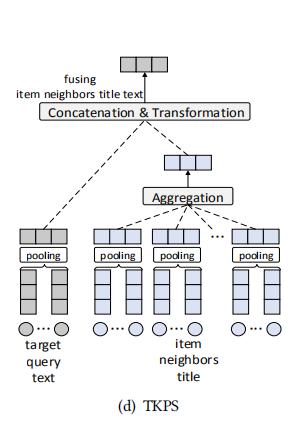 fusing
item neighbors title text
Concatenation & Transformation
Aggregation
...
pooling pooling pooling pooling
... ... ... ...
target
query
text
item
neighbors
title
(d) TKPS